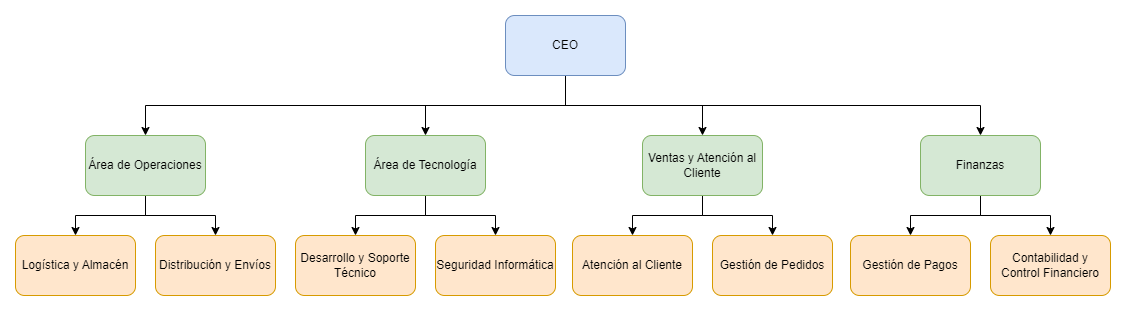 CEO
Área de Operaciones
Área de Tecnología
Ventas y Atención al
Cliente
Finanzas
Logística y Almacén
Distribución y Envíos
Desarrollo y Soporte
Técnico
Seguridad Informática
Atención al Cliente
Gestión de Pedidos
Gestión de Pagos
Contabilidad y
Control Financiero